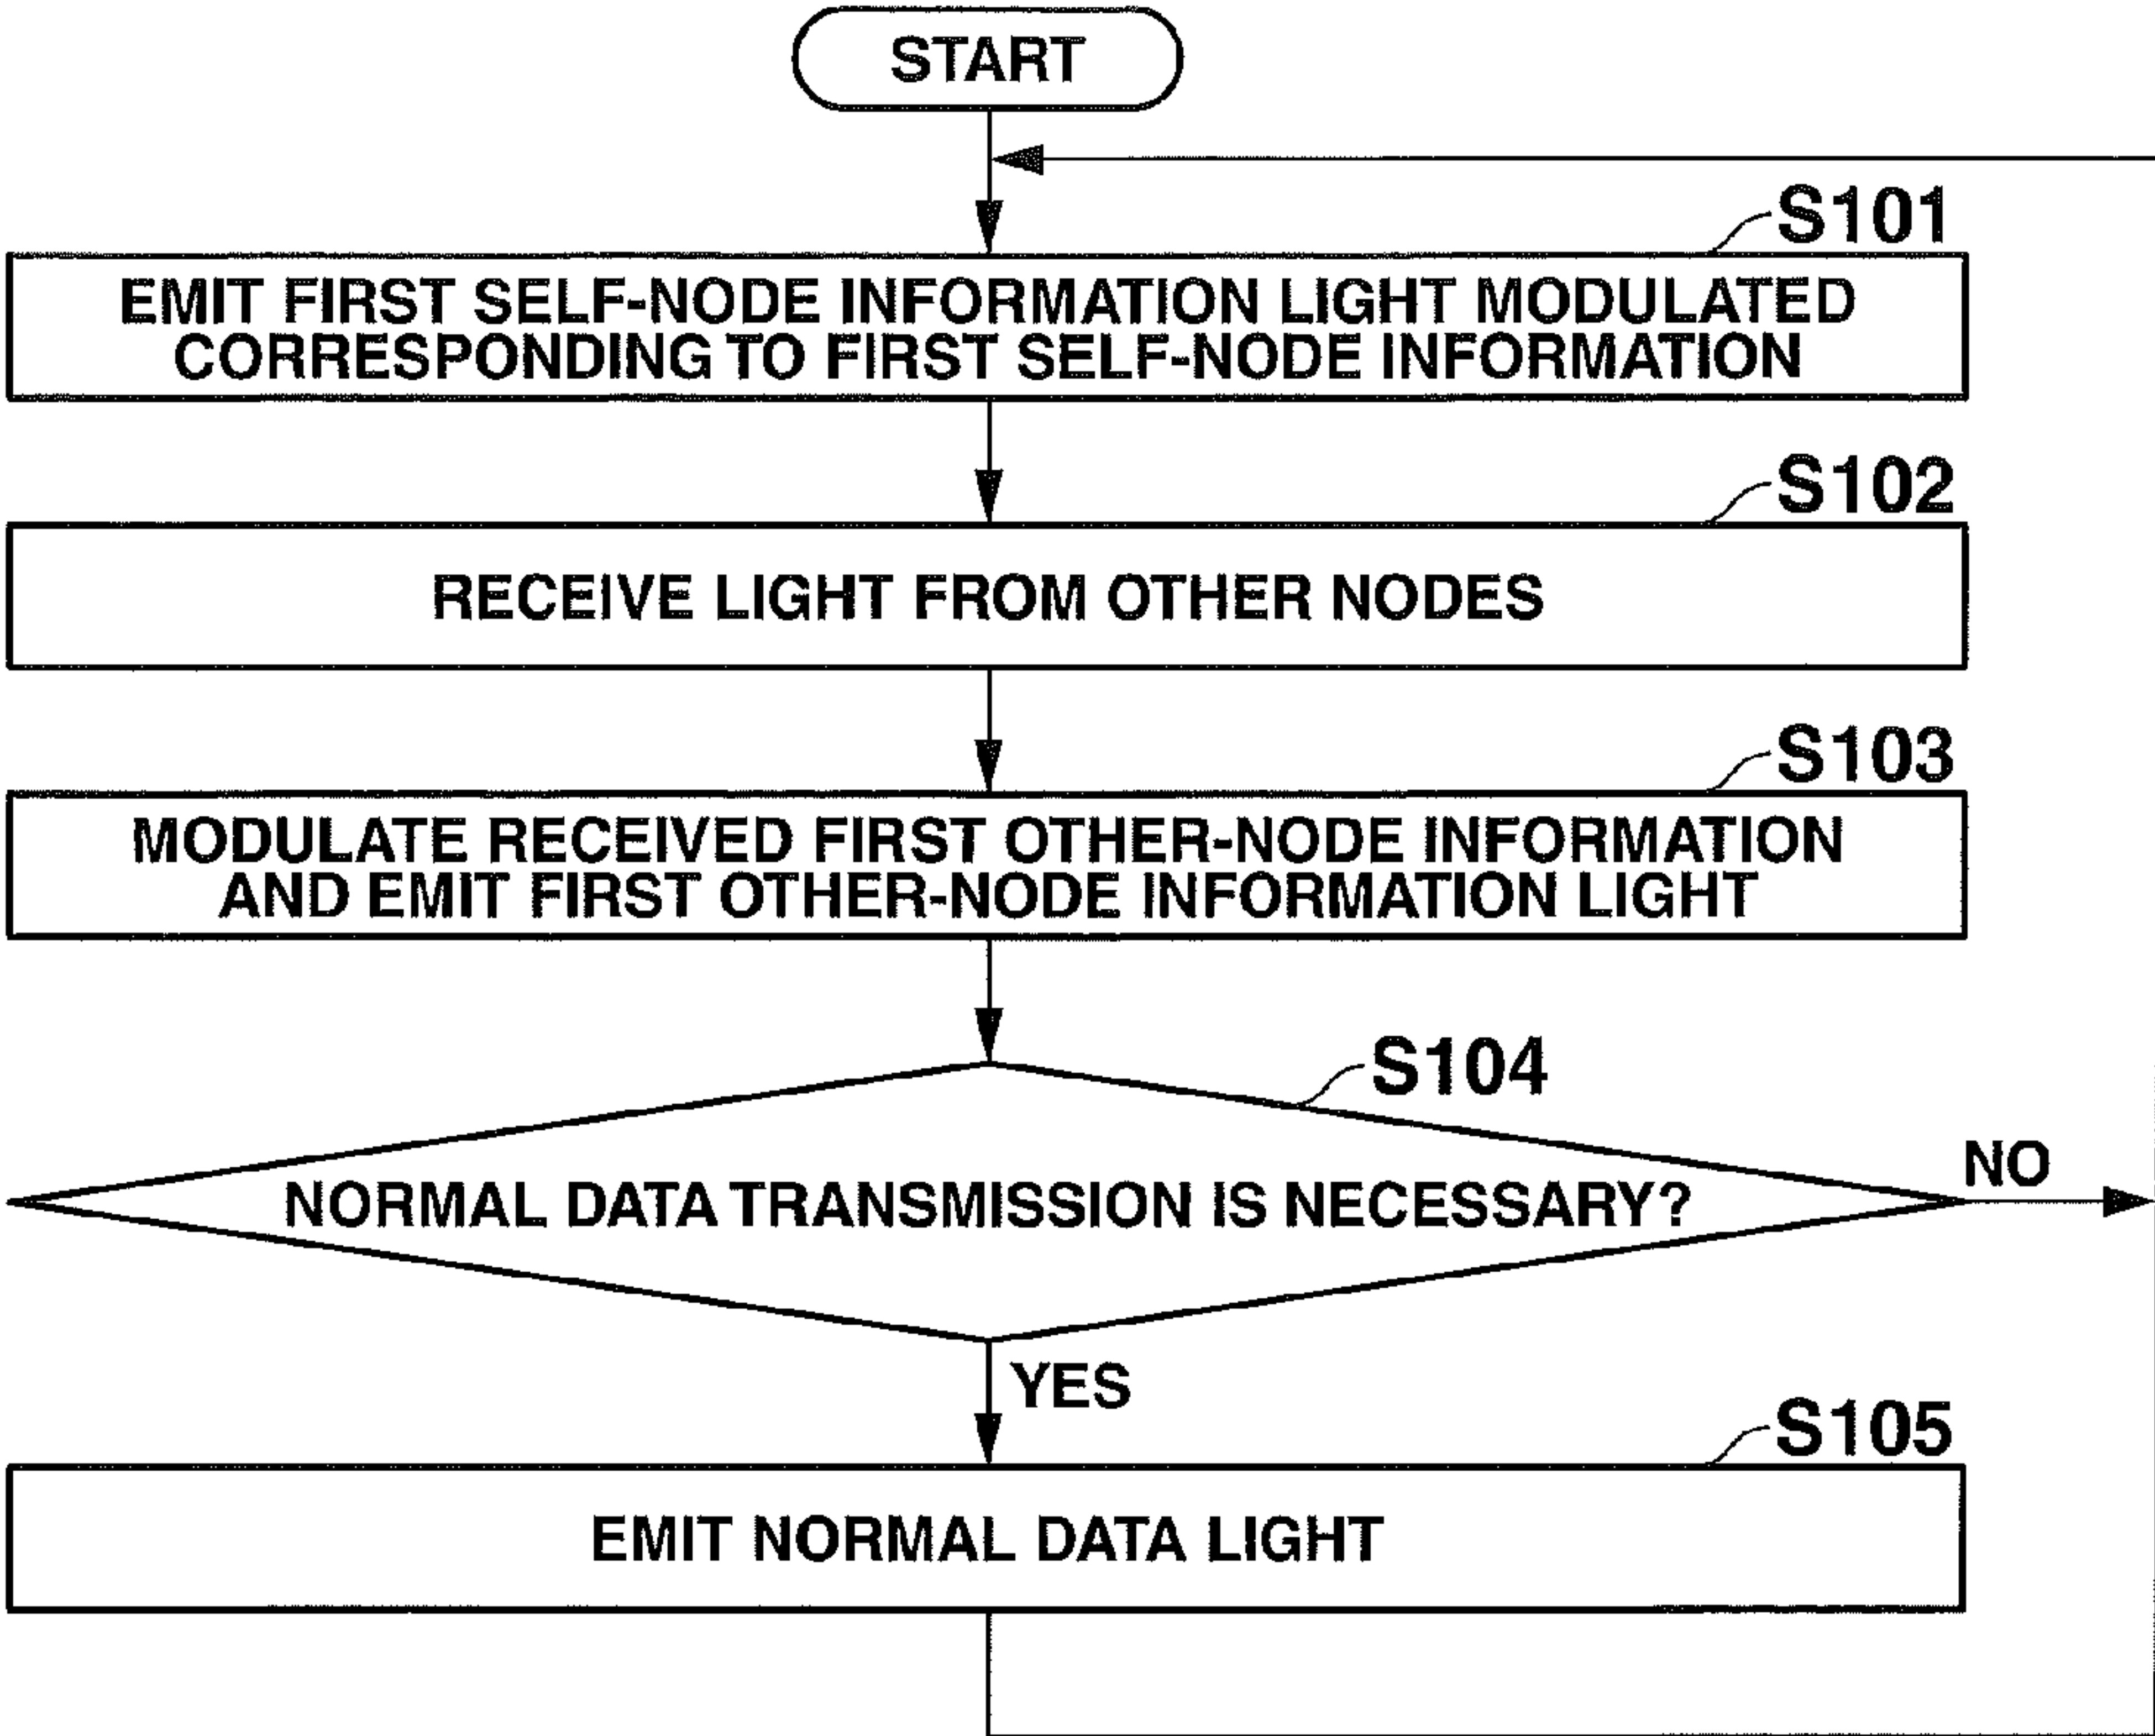 START
S101
EMIT FIRST SELF-NODE INFORMATION LIGHT MODULATED
CORRESPONDING TO FIRST SELF-NODE INFORMATION
S102
RECEIVE LIGHT FROM OTHER NODES
S103
MODULATE RECEIVED FIRST OTHER-NODE INFORMATION
AND EMIT FIRST OTHER-NODE INFORMATION LIGHT
S104
NORMAL DATA TRANSMISSION IS NECESSARY?
NO
YES
S105
EMIT NORMAL DATA LIGHT